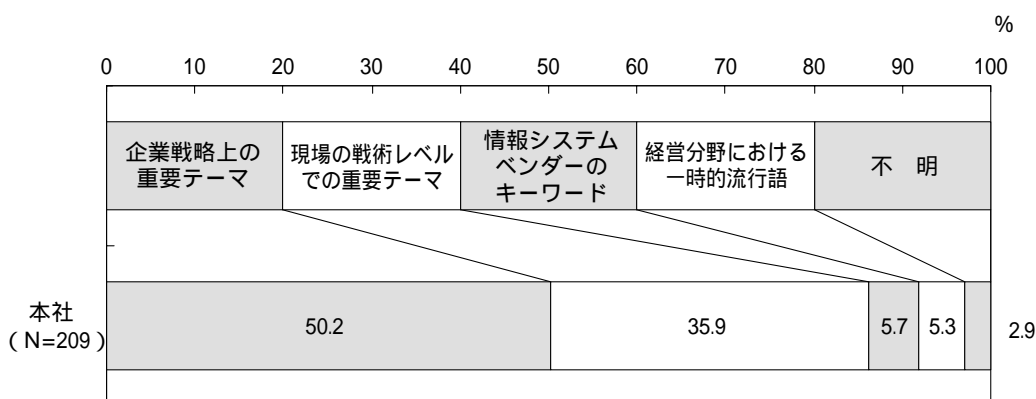 %
0 10 20 30 40 50 60 70 80 90 100
企業戦略上の
重要テーマ
現場の戦術レベル
での重要テーマ
情報システム
ベンダーの
キーワード
経営分野における
一時的流行語
不 明
本社
(N=209)
50.2 35.9 5.7 5.3 2.9